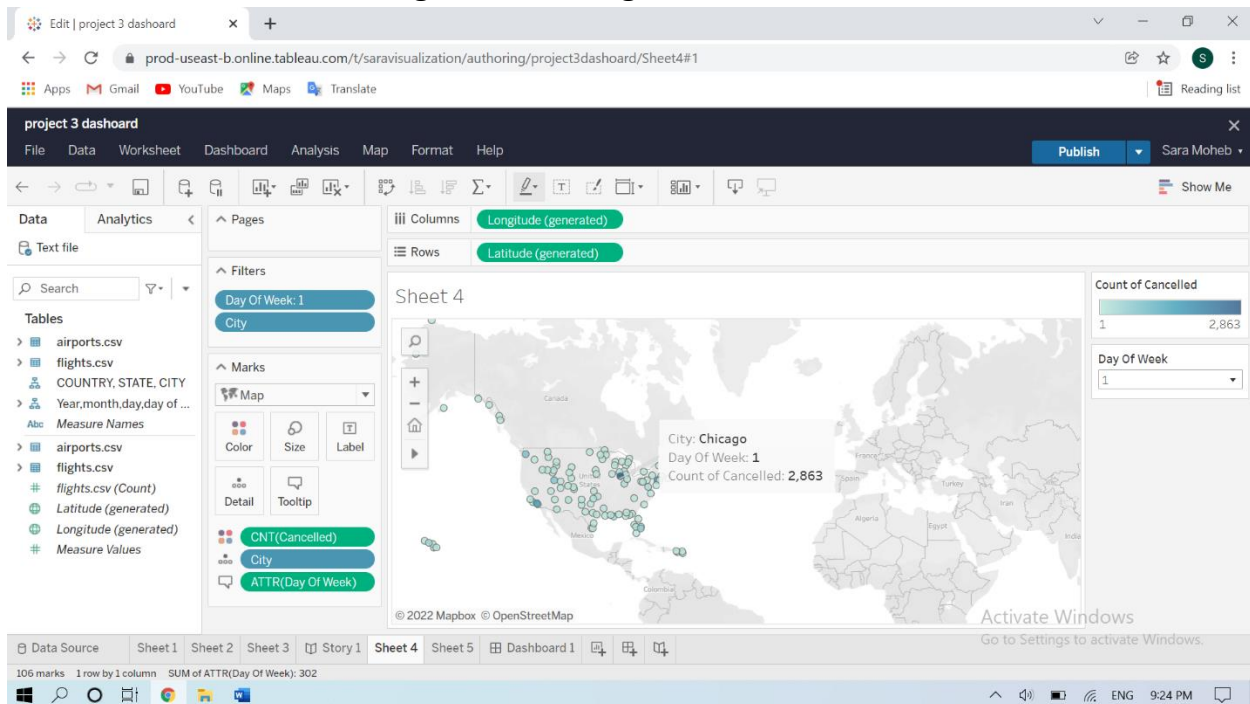 Edit | project 3 dashoard
prod-useast-b.online.tableau.com/t/saravisualization/authoring/project3dashoard/Sheet4#1
S
Apps Gmail YouTube Maps Translate Reading list
project 3 dashoard
File Data Worksheet Dashboard Analysis Map Format Help Publish Sara Moheb
Show Me
Data Analytics
Text file
Search
Tables
airports.csv
flights.csv
COUNTRY, STATE, CITY
Year,month,day,day of ...
Abc Measure Names
airports.csv
flights.csv
flights.csv (Count)
Latitude (generated)
Longitude (generated)
Measure Values
Pages
Filters
Day Of Week: 1
City
Marks
Map
Color Size Label
Detail Tooltip
CNT(Cancelled)
City
ATTR(Day Of Week)
Columns Longitude (generated)
Rows Latitude (generated)
Sheet 4
Canada
United States
Mexico
Colombia
France
Spain
Turkey
Algeria
Egypt
Iran
India
City: Chicago
Day Of Week: 1
Count of Cancelled: 2,863
© 2022 Mapbox © OpenStreetMap
Count of Cancelled
1 2,863
Day Of Week
1
Activate Windows
Go to Settings to activate Windows.
Data Source Sheet 1 Sheet 2 Sheet 3 Story 1 Sheet 4 Sheet 5 Dashboard 1
106 marks 1 row by 1 column SUM of ATTR(Day Of Week): 302
ENG 9:24 PM